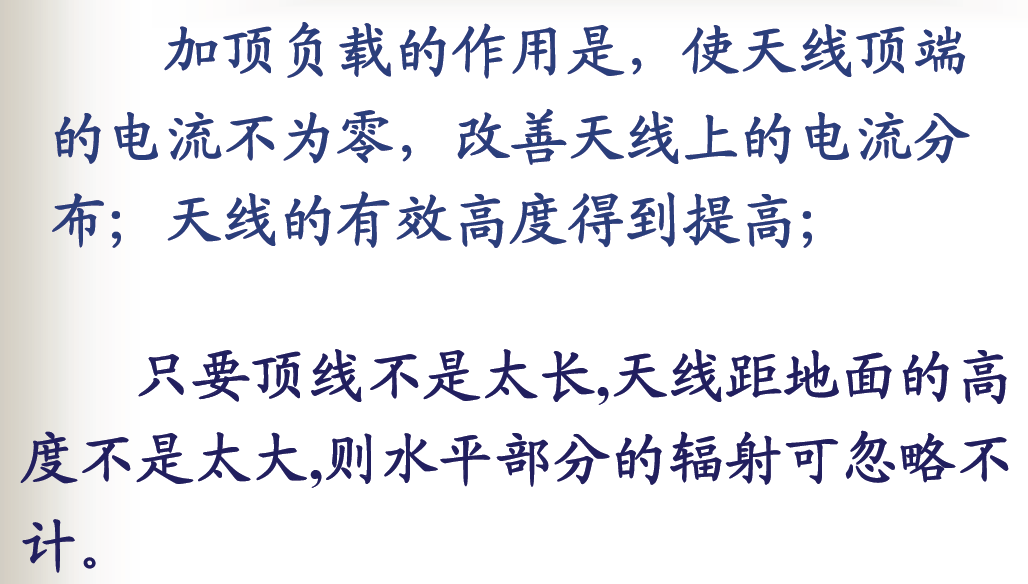 加顶负载的作用是，使天线顶端
的电流不为零，改善天线上的电流分
布；天线的有效高度得到提高；
只要顶线不是太长,天线距地面的高
度不是太大,则水平部分的辐射可忽略不
计。